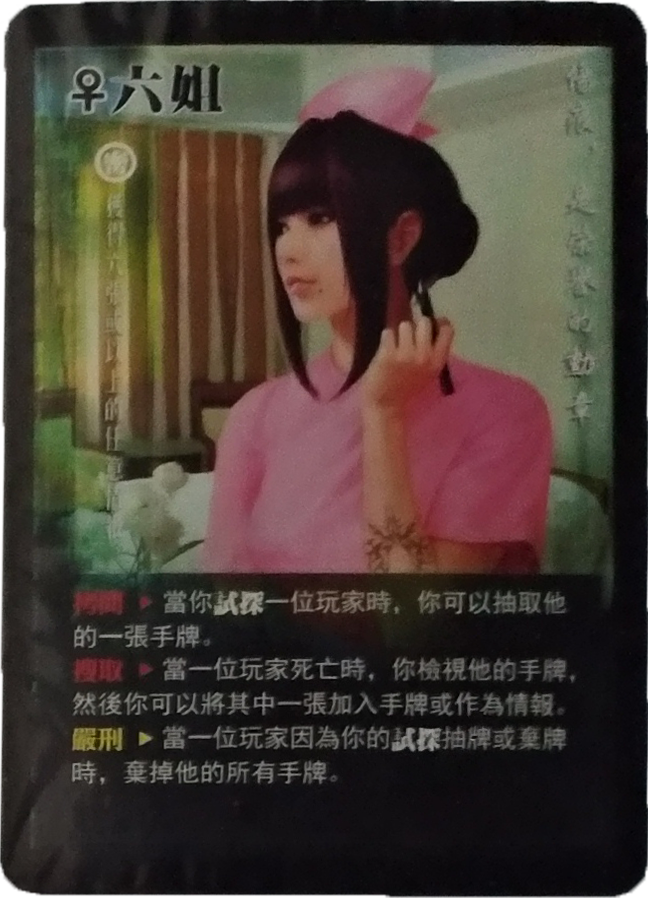 ♀六姐
密
獲得六張或以上的任意情報
傷痕，是榮譽的勳章
拷問 ▶ 當你試探一位玩家時，你可以抽取他
的一張手牌。
搜取 ▶ 當一位玩家死亡時，你檢視他的手牌，
然後你可以將其中一張加入手牌或作為情報。
嚴刑 ▶ 當一位玩家因為你的試探抽牌或棄牌
時，棄掉他的所有手牌。